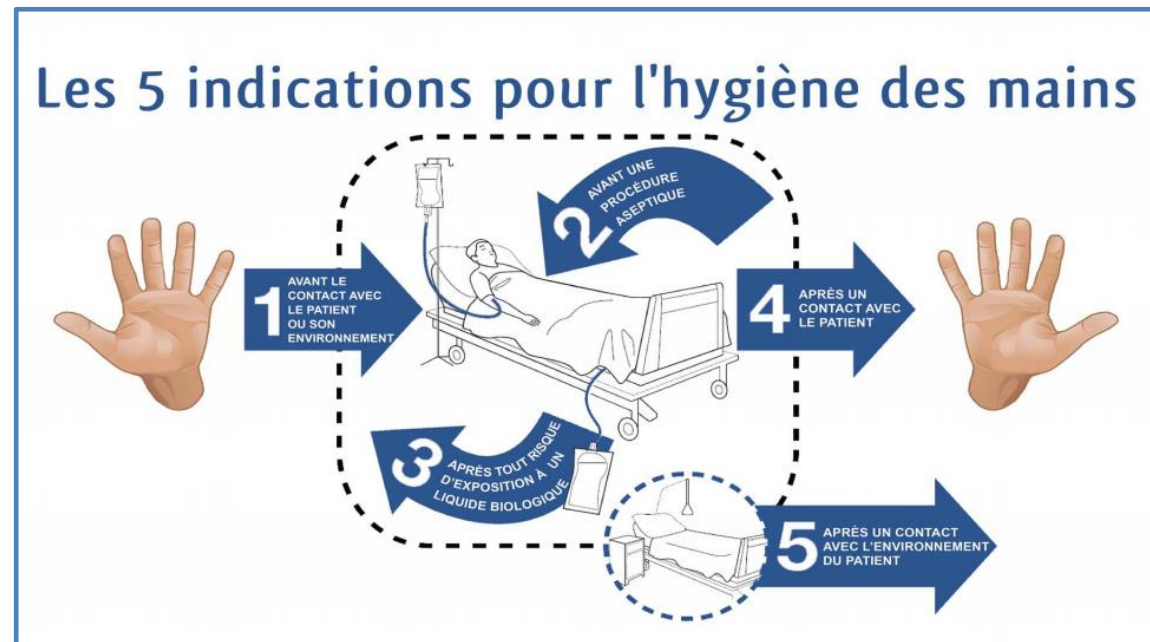 Les 5 indications pour l'hygiène des mains
1
AVANT LE
CONTACT AVEC
LE PATIENT
OU SON
ENVIRONNEMENT
2
AVANT UNE
PROCÉDURE
ASEPTIQUE
3
APRÈS TOUT RISQUE
D'EXPOSITION À UN
LIQUIDE BIOLOGIQUE
4
APRÈS UN
CONTACT AVEC
LE PATIENT
5
APRÈS UN CONTACT
AVEC L'ENVIRONNEMENT
DU PATIENT